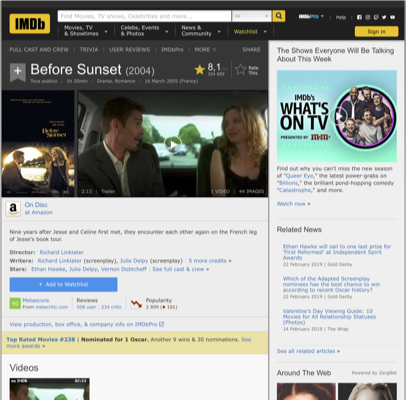 IMDb
Find Movies, TV shows, Celebrities and more...
All
IMDbPro
Help
Movies, TV & Showtimes
Celebs, Events & Photos
News & Community
Watchlist
Sign in
FULL CAST AND CREW | TRIVIA | USER REVIEWS | IMDbPro | MORE
SHARE
Before Sunset (2004)
8,1
Rate This
Tous publics | 1h 20min | Drame, Romance | 16 March 2005 (France)
Before Sunset
2:13 | Trailer
1 VIDEO | 44 IMAGES
a
On Disc
at Amazon
Nine years after Jesse and Celine first met, they encounter each other again on the French leg of Jesse's book tour.
Director: Richard Linklater
Writers: Richard Linklater (screenplay), Julie Delpy (screenplay) | 5 more credits »
Stars: Ethan Hawke, Julie Delpy, Vernon Dobtcheff | See full cast & crew »
+ Add to Watchlist
90
Metascore
From metacritic.com
Reviews
234 critic
Popularity
View production, box office, & company info on IMDbPro
Top Rated Movies #238 | Nominated for 1 Oscar. Another 9 wins & 30 nominations. See more awards »
Videos
The Shows Everyone Will Be Talking About This Week
IMDb's
WHAT'S
ON TV
PRESENTED BY
Find out why you can't miss the new season of "Queer Eye," the latest power-grabs on "Billions," the brilliant pond-hopping comedy "Catastrophe," and more.
Watch now »
Related News
Ethan Hawke will sail to one last prize for 'First Reformed' at Independent Spirit Awards
22 February 2019 | Gold Derby
Which of the Adapted Screenplay nominees has the best chance to win according to recent Oscar history?
22 February 2019 | Gold Derby
Valentine's Day Viewing Guide: 10 Movies for All Relationship Statuses (Photos)
14 February 2019 | The Wrap
See all related articles »
Around The Web
Powered by ZergNet